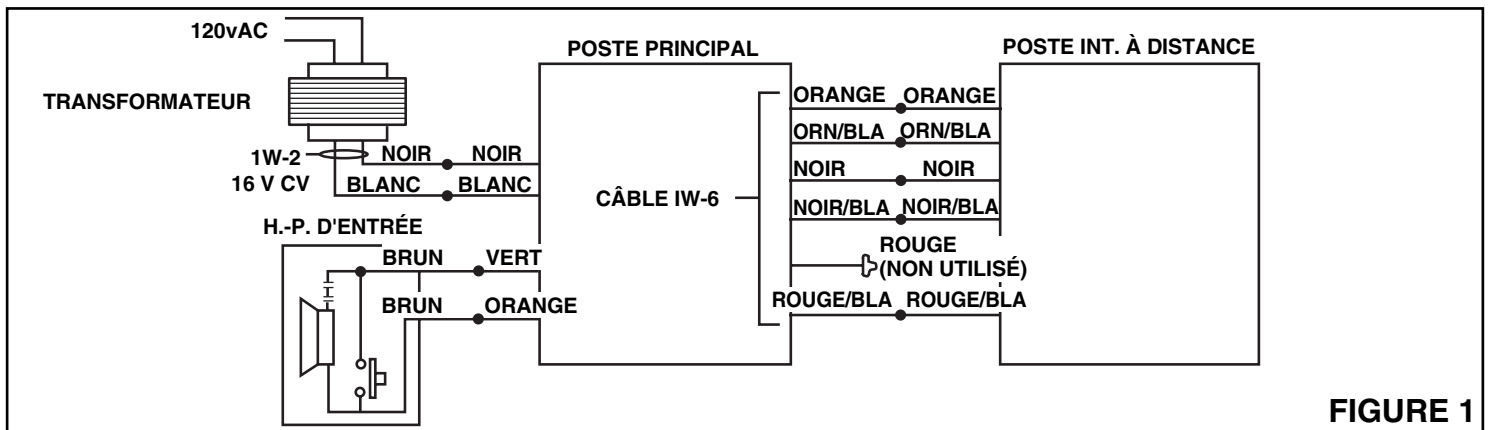 120vAC
TRANSFORMATEUR
1W-2
16 V CV
NOIR NOIR
BLANC BLANC
H.-P. D'ENTRÉE
BRUN VERT
BRUN ORANGE
POSTE PRINCIPAL
CÂBLE IW-6
POSTE INT. À DISTANCE
ORANGE ORANGE
ORN/BLA ORN/BLA
NOIR NOIR
NOIR/BLA NOIR/BLA
ROUGE
(NON UTILISÉ)
ROUGE/BLA ROUGE/BLA
FIGURE 1